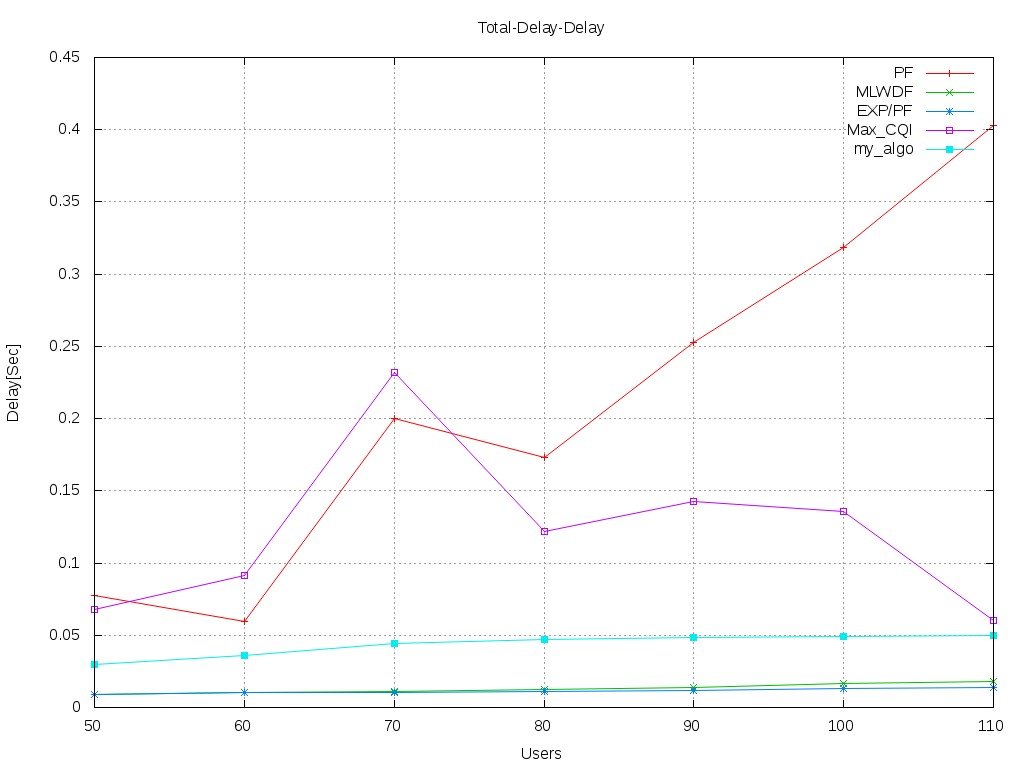 Total-Delay-Delay
0.45
0.4
0.35
0.3
0.25
0.2
0.15
0.1
0.05
0
Delay[Sec]
PF
MLWDF
EXP/PF
Max_CQI
my_algo
50 60 70 80 90 100 110
Users